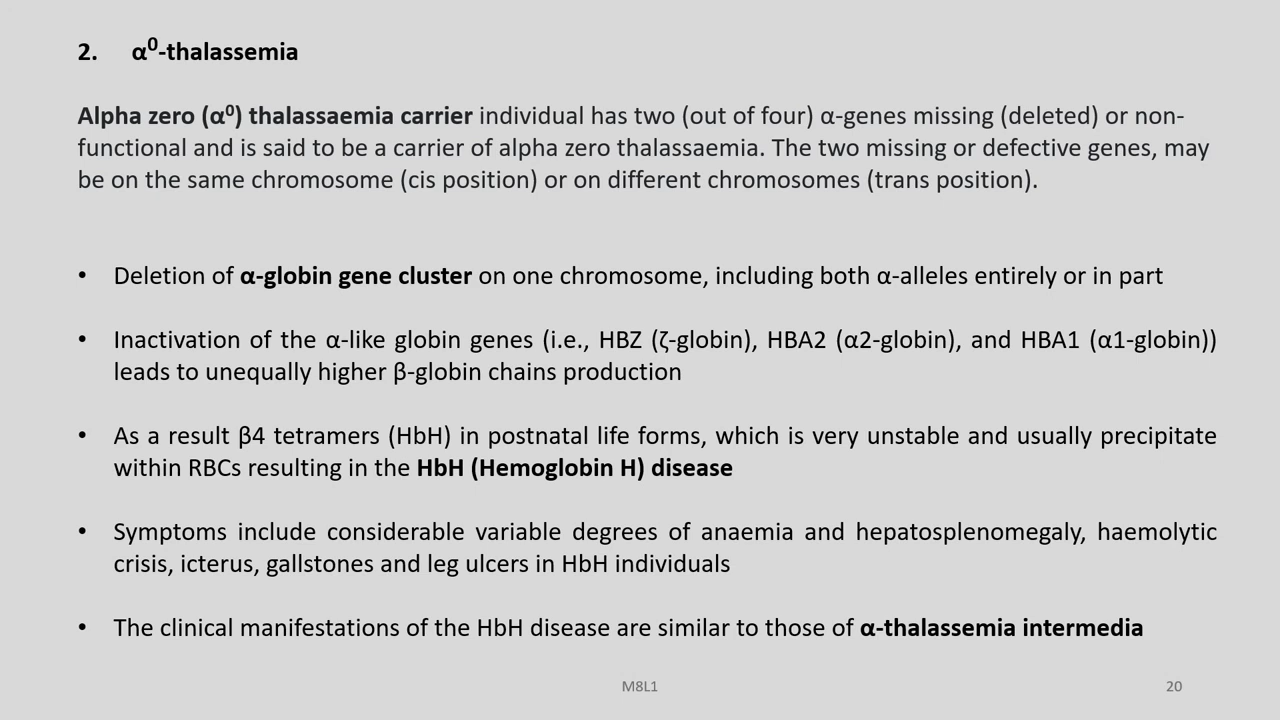 2. α⁰-thalassemia
Alpha zero (α⁰) thalassaemia carrier individual has two (out of four) α-genes missing (deleted) or non-
functional and is said to be a carrier of alpha zero thalassaemia. The two missing or defective genes, may
be on the same chromosome (cis position) or on different chromosomes (trans position).
• Deletion of α-globin gene cluster on one chromosome, including both α-alleles entirely or in part
• Inactivation of the α-like globin genes (i.e., HBZ (ζ-globin), HBA2 (α2-globin), and HBA1 (α1-globin))
leads to unequally higher β-globin chains production
• As a result β4 tetramers (HbH) in postnatal life forms, which is very unstable and usually precipitate
within RBCs resulting in the HbH (Hemoglobin H) disease
• Symptoms include considerable variable degrees of anaemia and hepatosplenomegaly, haemolytic
crisis, icterus, gallstones and leg ulcers in HbH individuals
• The clinical manifestations of the HbH disease are similar to those of α-thalassemia intermedia
M8L1 20